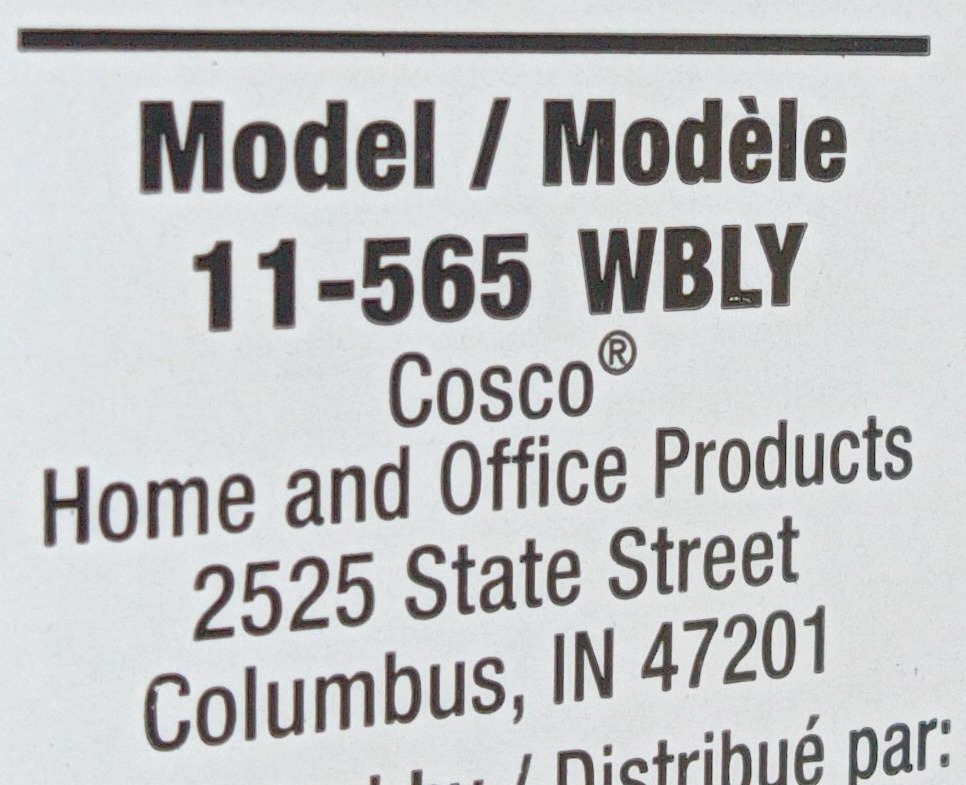 Model / Modèle
11-565 WBLY
Cosco®
Home and Office Products
2525 State Street
Columbus, IN 47201
/ Distribué par: